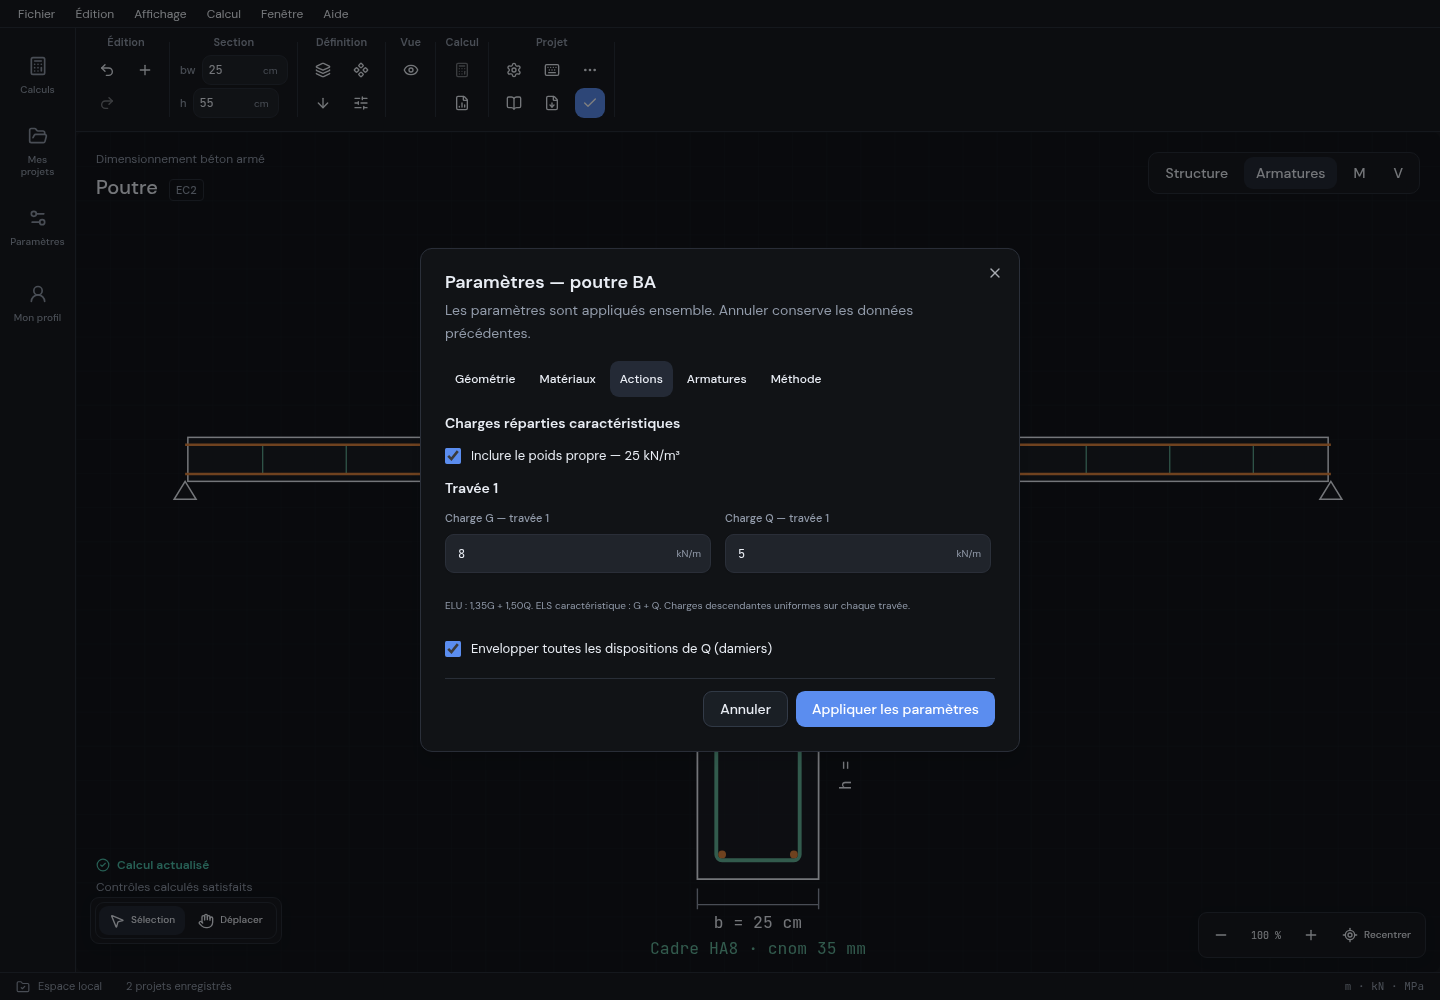 Fichier Édition Affichage Calcul Fenêtre Aide
Édition Section Définition Vue Calcul Projet
bw 25 cm
h 55 cm
Calculs
Mes
projets
Paramètres
Mon profil
Dimensionnement béton armé
Poutre EC2
Structure Armatures M V
Paramètres — poutre BA
Les paramètres sont appliqués ensemble. Annuler conserve les données
précédentes.
Géométrie Matériaux Actions Armatures Méthode
Charges réparties caractéristiques
Inclure le poids propre — 25 kN/m³
Travée 1
Charge G — travée 1 Charge Q — travée 1
8 kN/m 5 kN/m
ELU : 1,35G + 1,50Q. ELS caractéristique : G + Q. Charges descendantes uniformes sur chaque travée.
Envelopper toutes les dispositions de Q (damiers)
Annuler Appliquer les paramètres
h =
Calcul actualisé
Contrôles calculés satisfaits
Sélection Déplacer
b = 25 cm
Cadre HA8 · cnom 35 mm
100 % Recentrer
Espace local 2 projets enregistrés m · kN · MPa